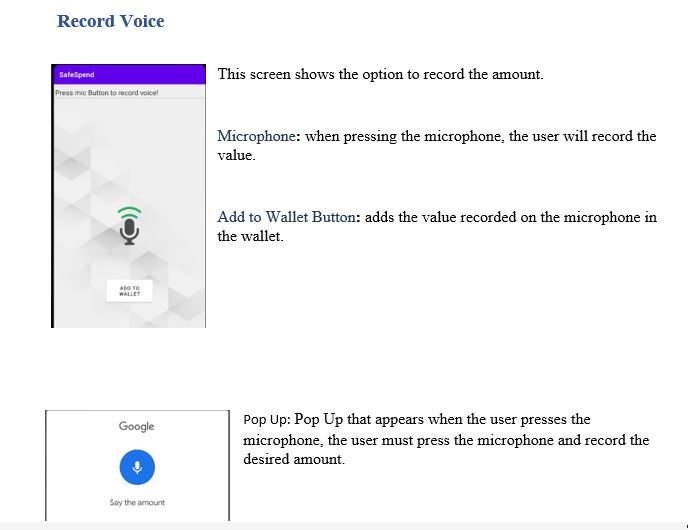 Record Voice
SafeSpend
Press mic Button to record voice!
This screen shows the option to record the amount.
Microphone: when pressing the microphone, the user will record the
value.
Add to Wallet Button: adds the value recorded on the microphone in
the wallet.
ADD TO
WALLET
Google
Say the amount
Pop Up: Pop Up that appears when the user presses the
microphone, the user must press the microphone and record the
desired amount.